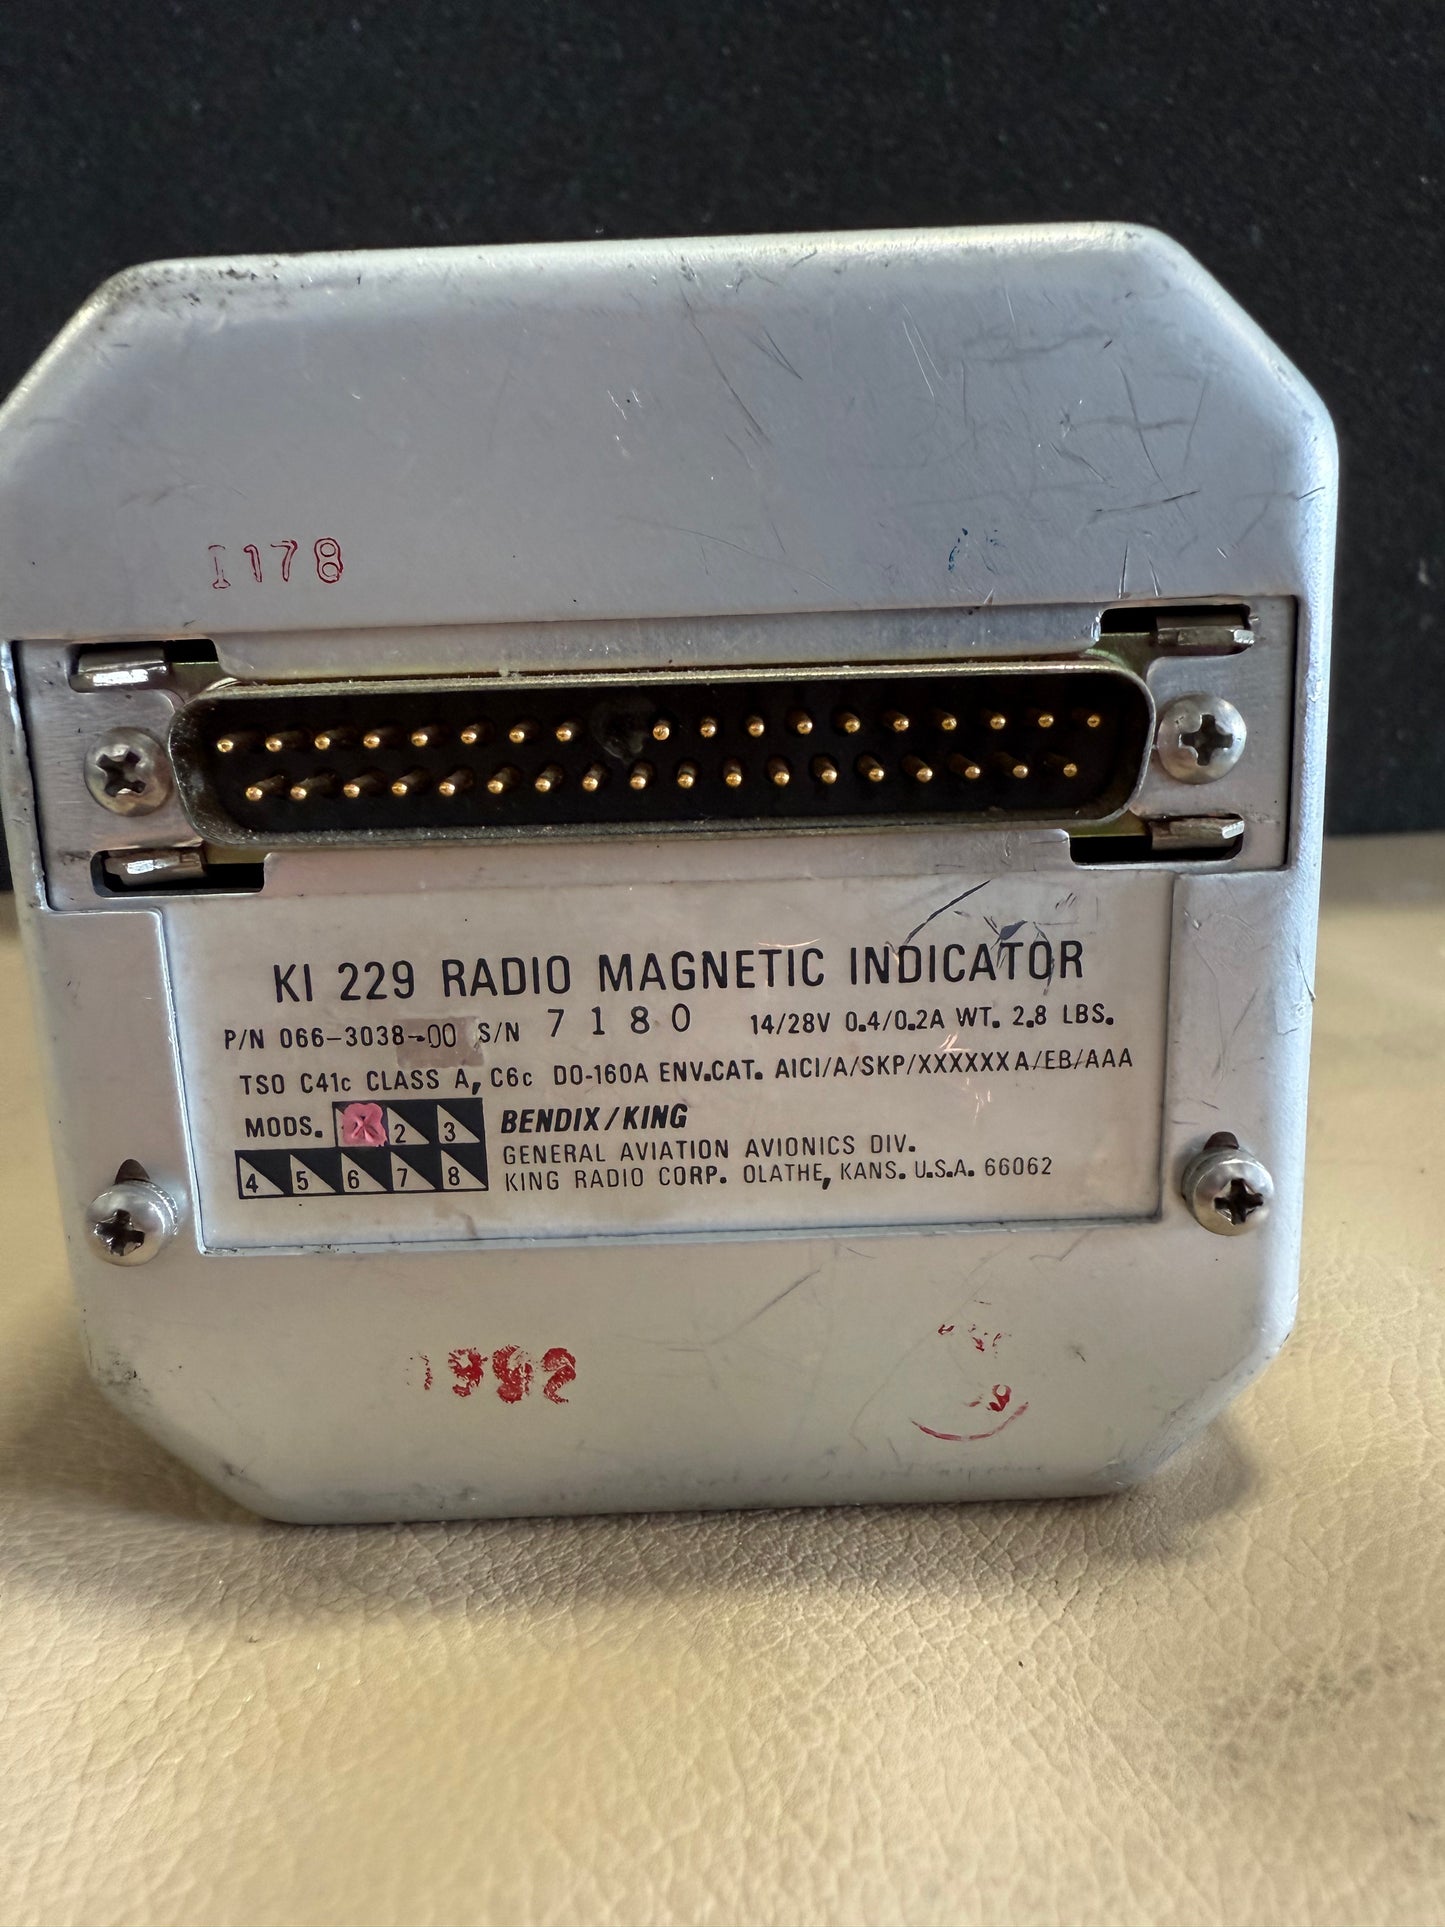 I178
KI 229 RADIO MAGNETIC INDICATOR
P/N 066-3038-00 S/N 7180 14/28V 0.4/0.2A WT. 2.8 LBS.
TSO C41c CLASS A, C6c DO-160A ENV.CAT. AICI/A/SKP/XXXXXXA/EB/AAA
MODS. 2 3
4 5 6 7 8
BENDIX/KING
GENERAL AVIATION AVIONICS DIV.
KING RADIO CORP. OLATHE, KANS. U.S.A. 66062